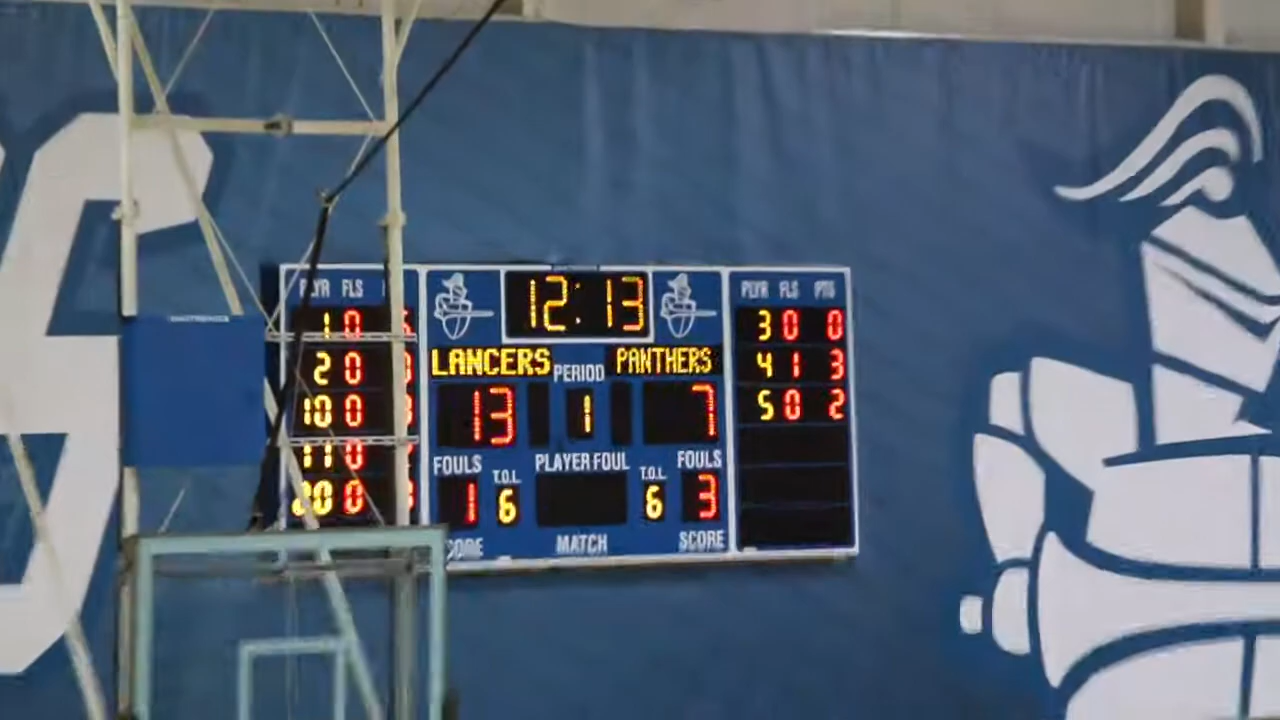 PLYR FLS
1 0
2 0
10 0
11 0
20 0
12:13
LANCERS PERIOD PANTHERS
13 1 7
FOULS T.O.L. PLAYER FOUL T.O.L. FOULS
1 6 6 3
MATCH SCORE
PLYR FLS PTS
3 0 0
4 1 3
5 0 2